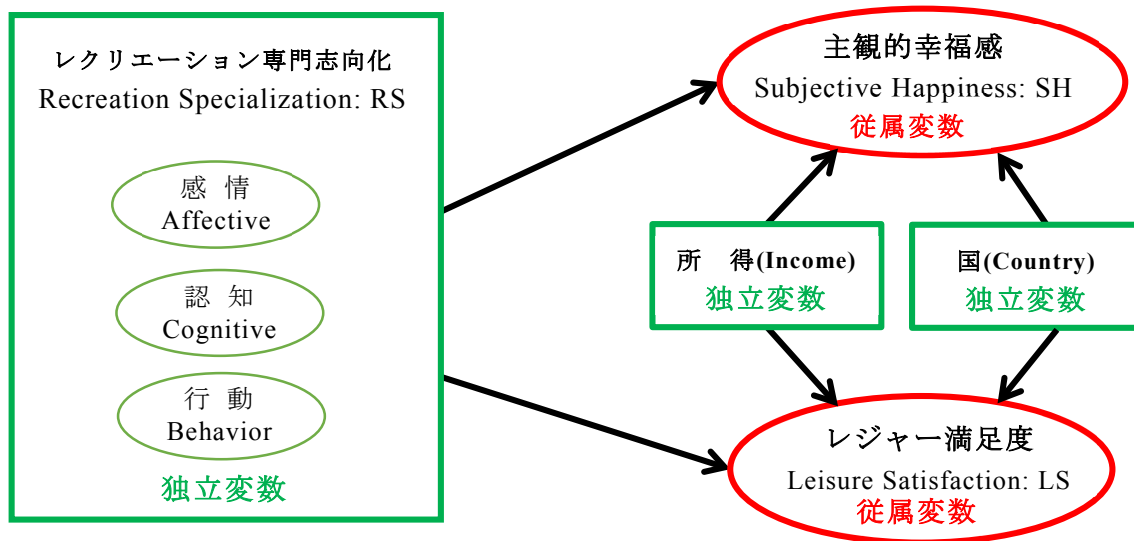 レクリエーション専門志向化
Recreation Specialization: RS
感 情
Affective
認 知
Cognitive
行 動
Behavior
独立変数
主観的幸福感
Subjective Happiness: SH
従属変数
所 得(Income)
独立変数
国(Country)
独立変数
レジャー満足度
Leisure Satisfaction: LS
従属変数